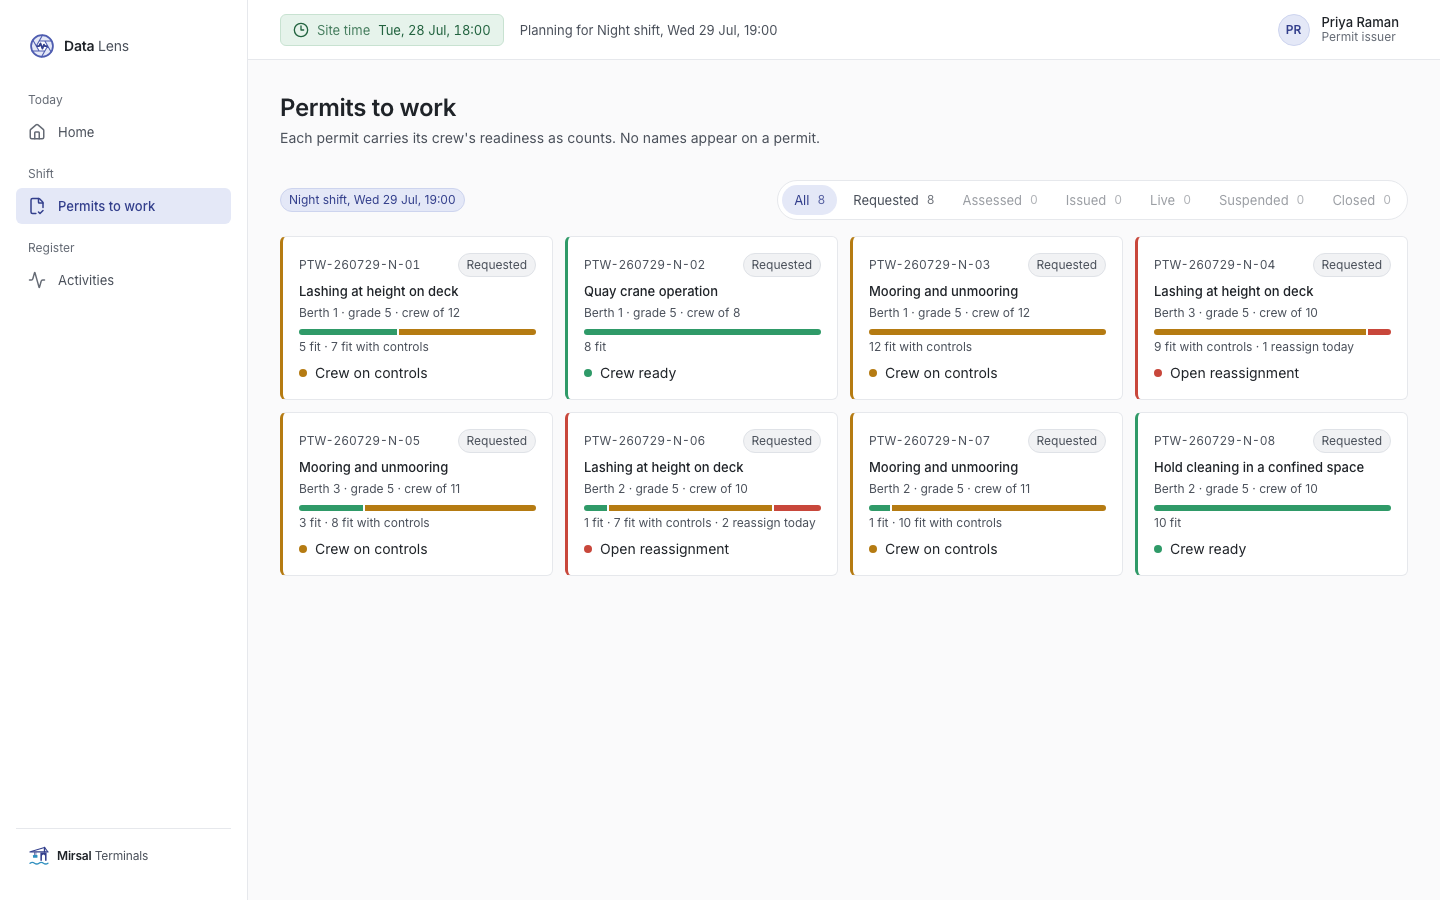 Data Lens
Today
Home
Shift
Permits to work
Register
Activities
Mirsal Terminals
Site time Tue, 28 Jul, 18:00
Planning for Night shift, Wed 29 Jul, 19:00
PR
Priya Raman
Permit issuer
Permits to work
Each permit carries its crew's readiness as counts. No names appear on a permit.
Night shift, Wed 29 Jul, 19:00
All 8 Requested 8 Assessed 0 Issued 0 Live 0 Suspended 0 Closed 0
PTW-260729-N-01 Requested
Lashing at height on deck
Berth 1 · grade 5 · crew of 12
5 fit · 7 fit with controls
Crew on controls
PTW-260729-N-02 Requested
Quay crane operation
Berth 1 · grade 5 · crew of 8
8 fit
Crew ready
PTW-260729-N-03 Requested
Mooring and unmooring
Berth 1 · grade 5 · crew of 12
12 fit with controls
Crew on controls
PTW-260729-N-04 Requested
Lashing at height on deck
Berth 3 · grade 5 · crew of 10
9 fit with controls · 1 reassign today
Open reassignment
PTW-260729-N-05 Requested
Mooring and unmooring
Berth 3 · grade 5 · crew of 11
3 fit · 8 fit with controls
Crew on controls
PTW-260729-N-06 Requested
Lashing at height on deck
Berth 2 · grade 5 · crew of 10
1 fit · 7 fit with controls · 2 reassign today
Open reassignment
PTW-260729-N-07 Requested
Mooring and unmooring
Berth 2 · grade 5 · crew of 11
1 fit · 10 fit with controls
Crew on controls
PTW-260729-N-08 Requested
Hold cleaning in a confined space
Berth 2 · grade 5 · crew of 10
10 fit
Crew ready